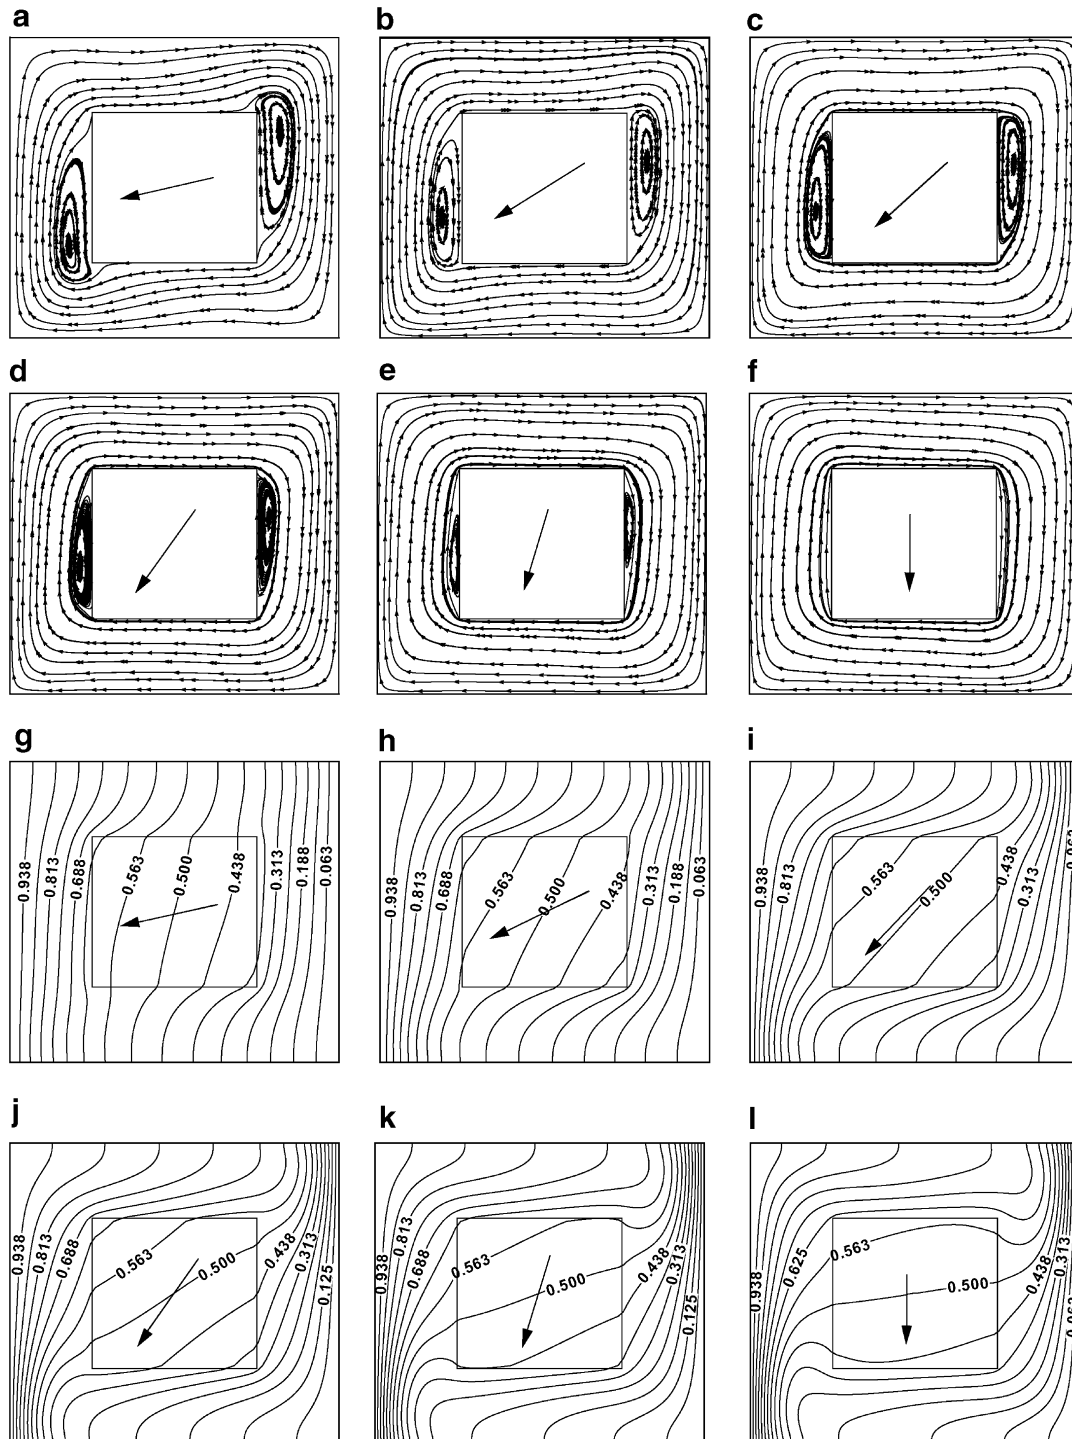 a b c
d e f
g h i
0.938 0.813 0.688 0.563 0.500 0.438 0.313 0.188 0.063
0.938 0.813 0.688 0.563 0.500 0.438 0.313 0.188 0.063
0.938 0.813 0.563 0.500 0.438 0.313
j k l
0.938 0.813 0.688 0.563 0.500 0.438 0.313 0.125
0.938 0.813 0.688 0.563 0.500 0.438 0.313 0.125
0.938 0.625 0.563 0.500 0.438 0.313